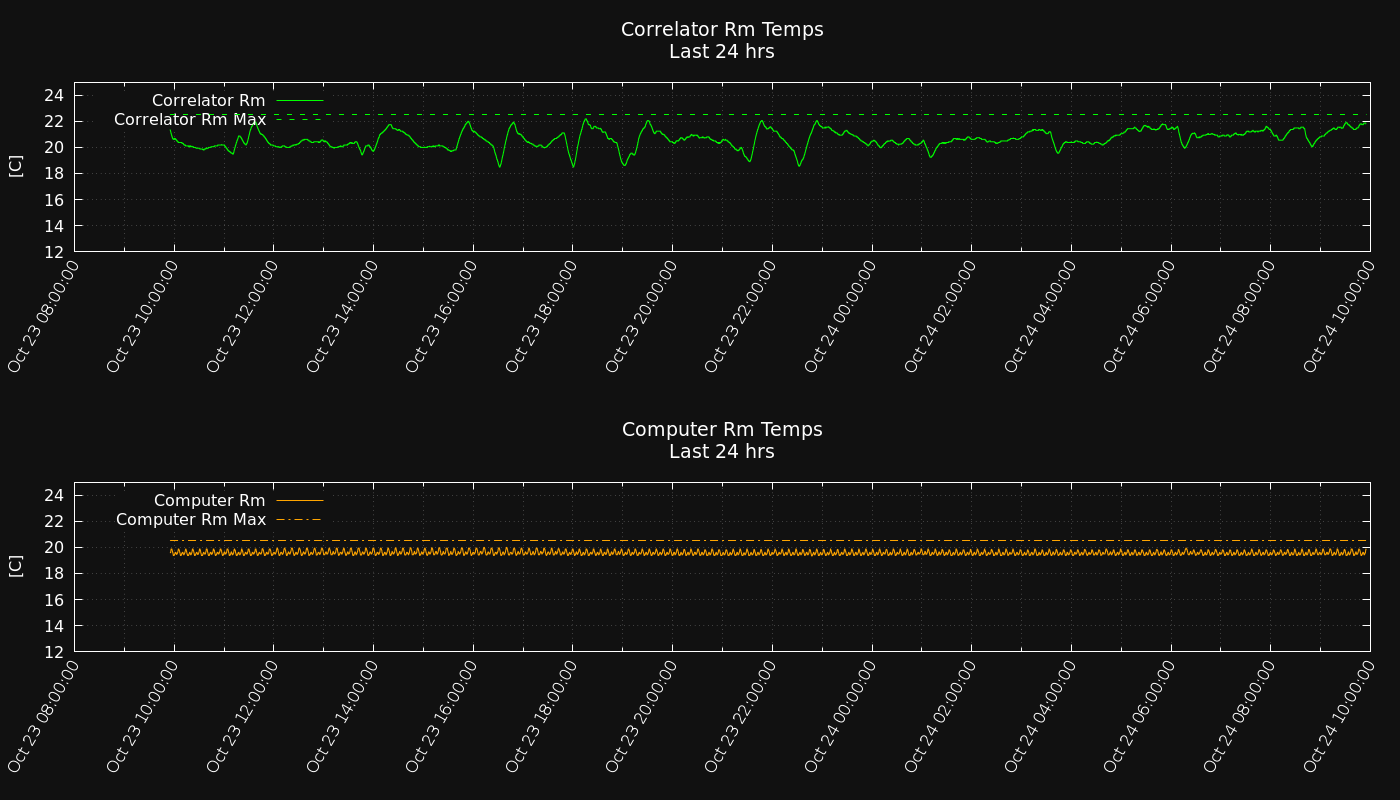 Correlator Rm Temps
Last 24 hrs
Correlator Rm
Correlator Rm Max
[C]
24
22
20
18
16
14
12
Oct 23 08:00:00
Oct 23 10:00:00
Oct 23 12:00:00
Oct 23 14:00:00
Oct 23 16:00:00
Oct 23 18:00:00
Oct 23 20:00:00
Oct 23 22:00:00
Oct 24 00:00:00
Oct 24 02:00:00
Oct 24 04:00:00
Oct 24 06:00:00
Oct 24 08:00:00
Oct 24 10:00:00
Computer Rm Temps
Last 24 hrs
Computer Rm
Computer Rm Max
[C]
24
22
20
18
16
14
12
Oct 23 08:00:00
Oct 23 10:00:00
Oct 23 12:00:00
Oct 23 14:00:00
Oct 23 16:00:00
Oct 23 18:00:00
Oct 23 20:00:00
Oct 23 22:00:00
Oct 24 00:00:00
Oct 24 02:00:00
Oct 24 04:00:00
Oct 24 06:00:00
Oct 24 08:00:00
Oct 24 10:00:00